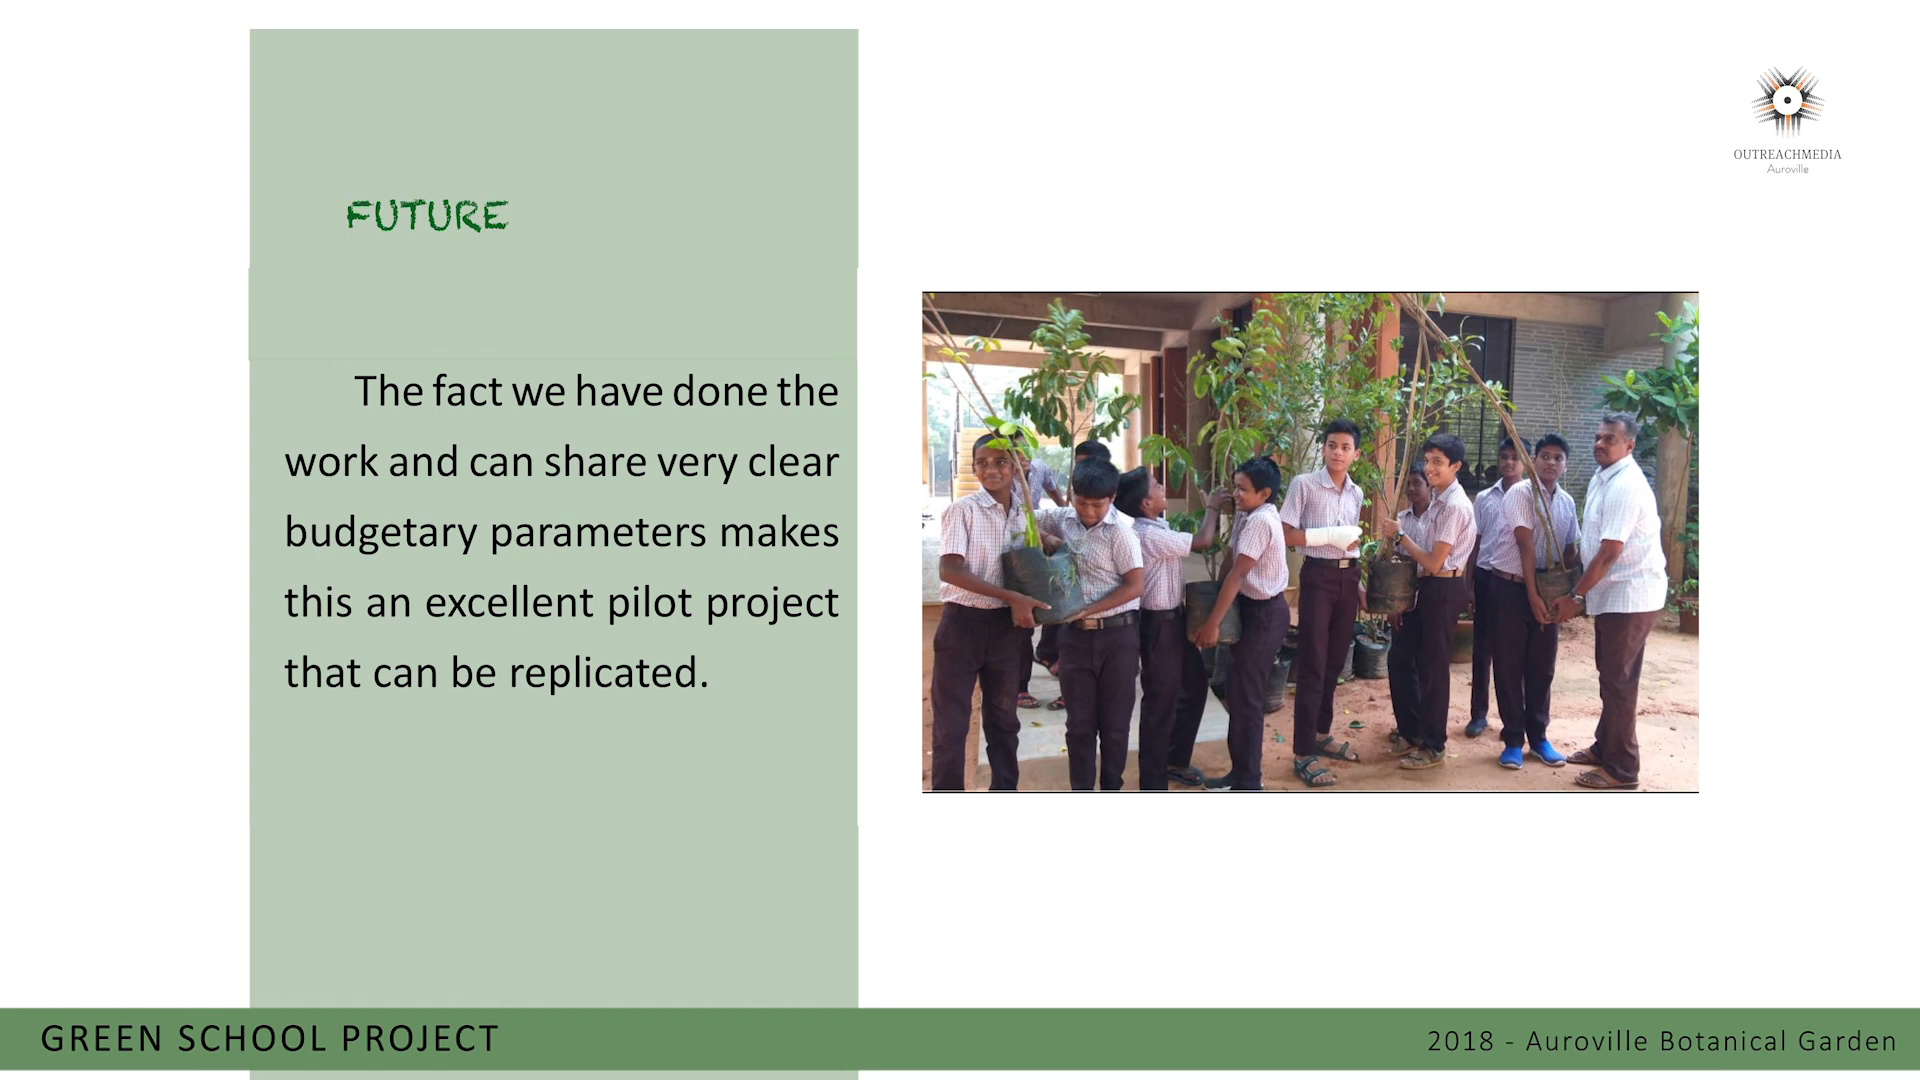 OUTREACHMEDIA
Auroville
FUTURE
The fact we have done the
work and can share very clear
budgetary parameters makes
this an excellent pilot project
that can be replicated.
GREEN SCHOOL PROJECT
2018 - Auroville Botanical Garden